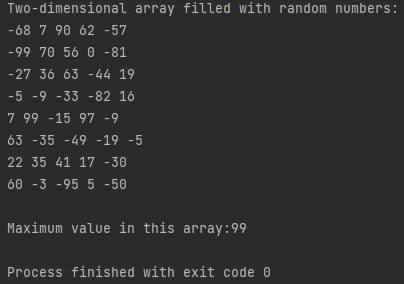 Two-dimensional array filled with random numbers:
-68 7 90 62 -57
-99 70 56 0 -81
-27 36 63 -44 19
-5 -9 -33 -82 16
7 99 -15 97 -9
63 -35 -49 -19 -5
22 35 41 17 -30
60 -3 -95 5 -50
Maximum value in this array:99
Process finished with exit code 0